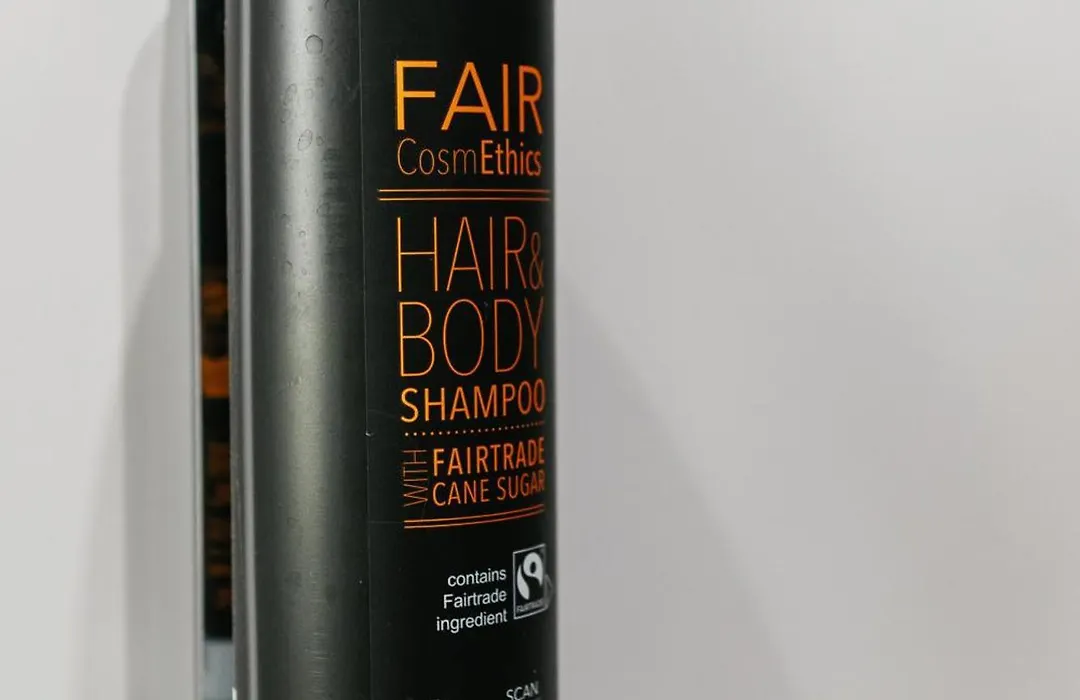 FAIR
CosmEthics
HAIR&
BODY
SHAMPOO
WITH FAIRTRADE
CANE SUGAR
contains
Fairtrade
ingredient
FAIRTRADE
SCAN